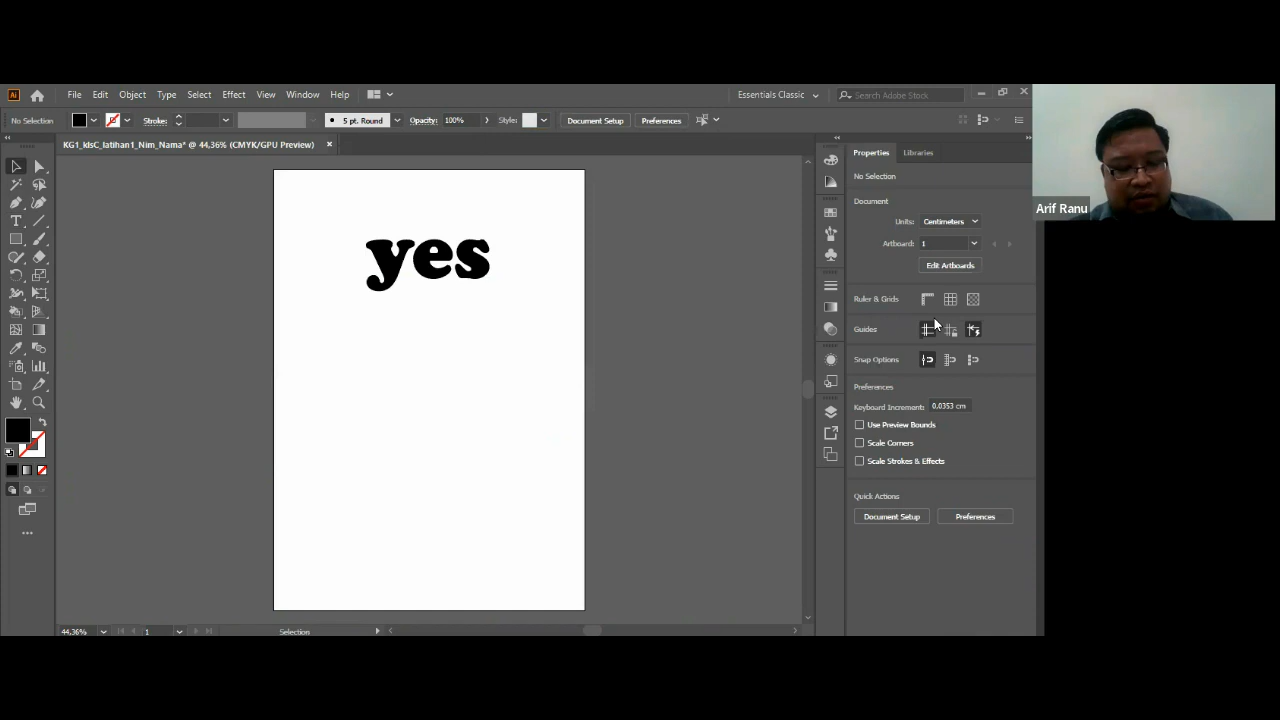 Ai File Edit Object Type Select Effect View Window Help Essentials Classic Search Adobe Stock
No Selection Stroke: 5 pt. Round Opacity: 100% Style: Document Setup Preferences
KG1_klsC_latihan1_Nim_Nama* @ 44,36% (CMYK/GPU Preview)
Properties Libraries
No Selection
Document
Units: Centimeters
Artboard: 1
Edit Artboards
Ruler & Grids
Guides
Snap Options
Preferences
Keyboard Increment: 0.0353 cm
Use Preview Bounds
Scale Corners
Scale Strokes & Effects
Quick Actions
Document Setup Preferences
yes
44,36% 1 Selection
Arif Ranu